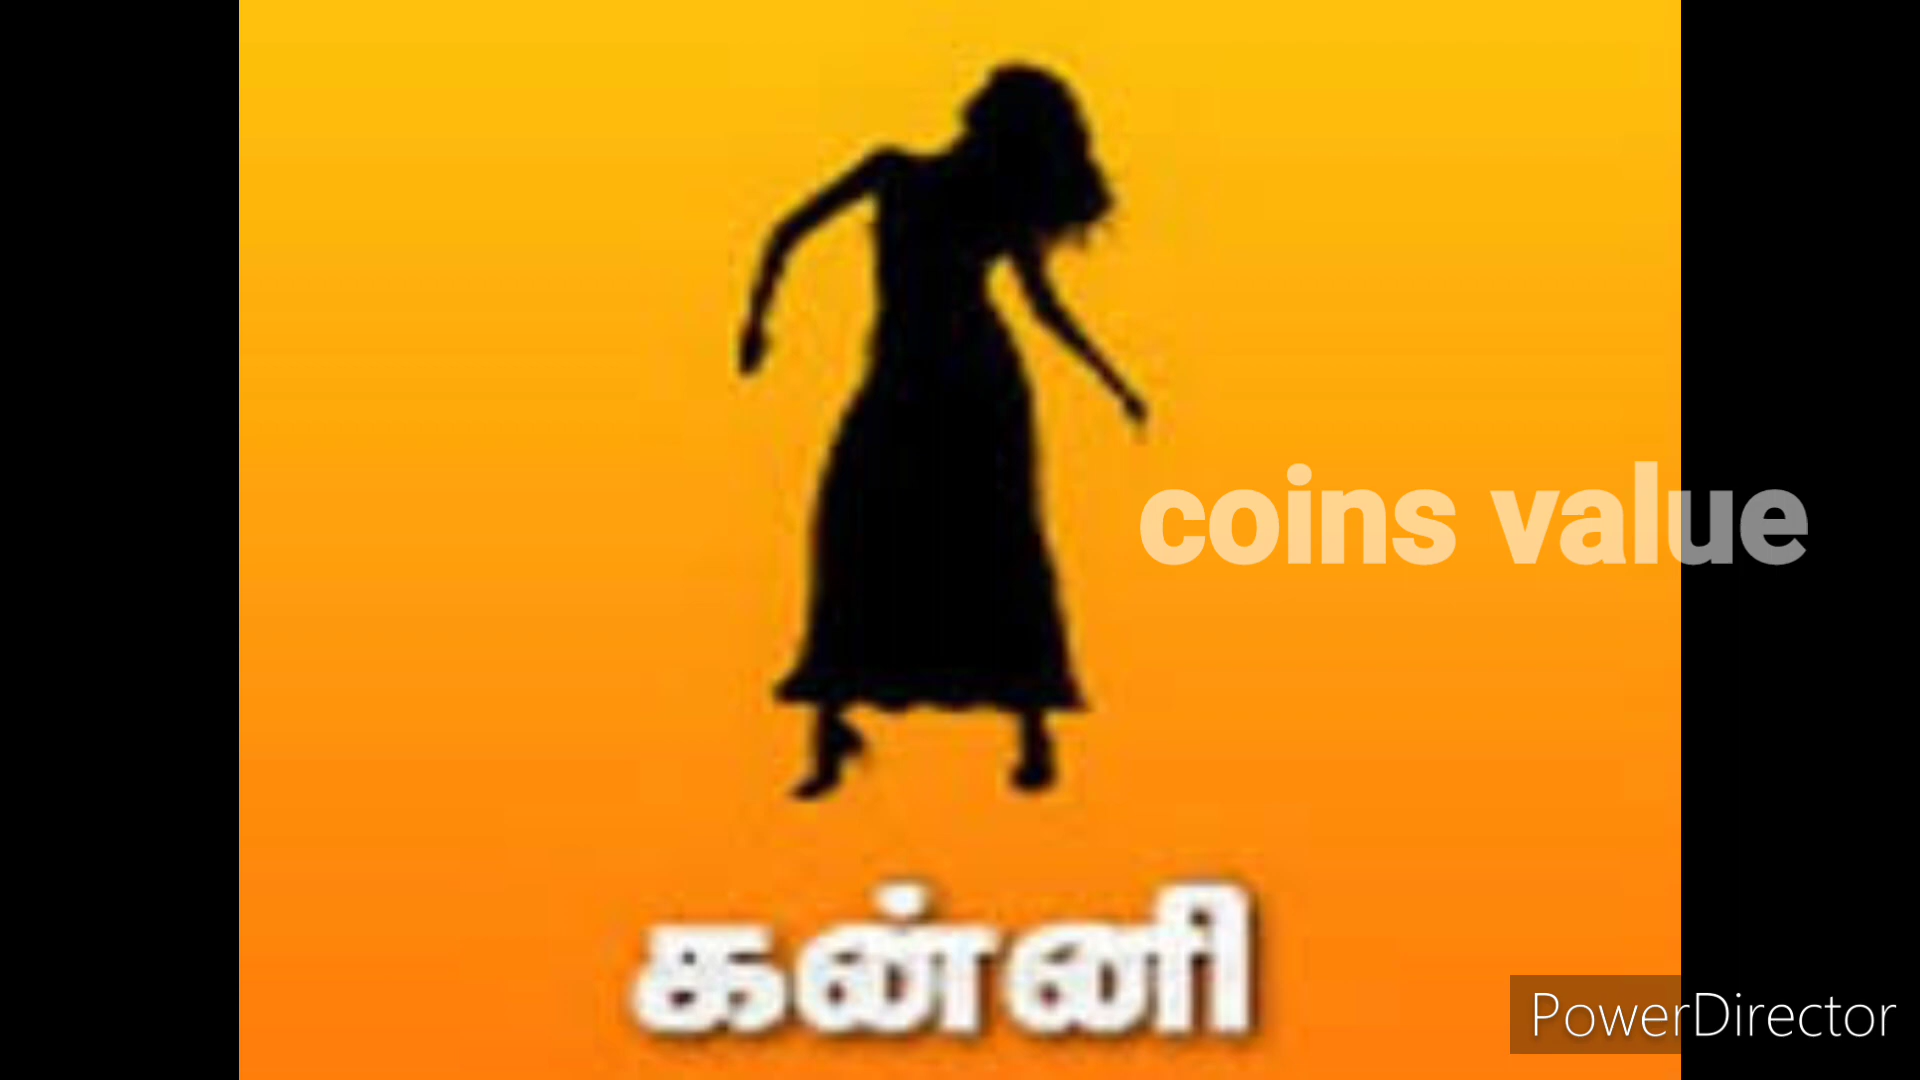 coins value
கன்னி
PowerDirector